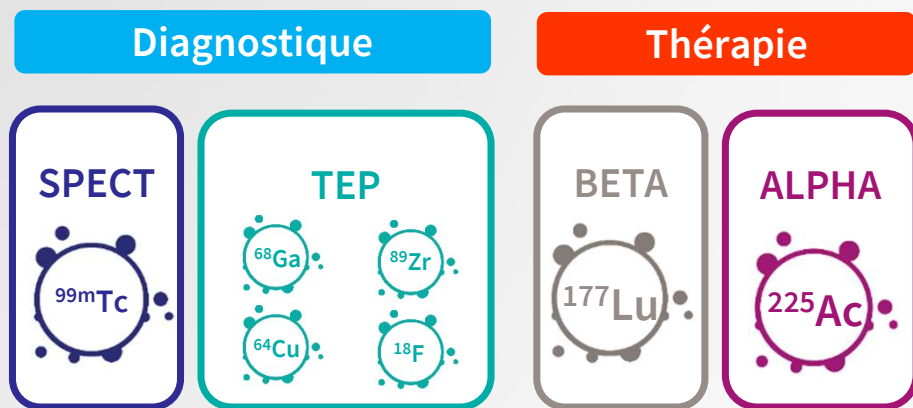 Diagnostique
Thérapie
SPECT
99mTc
TEP
68Ga
89Zr
64Cu
18F
BETA
177Lu
ALPHA
225Ac